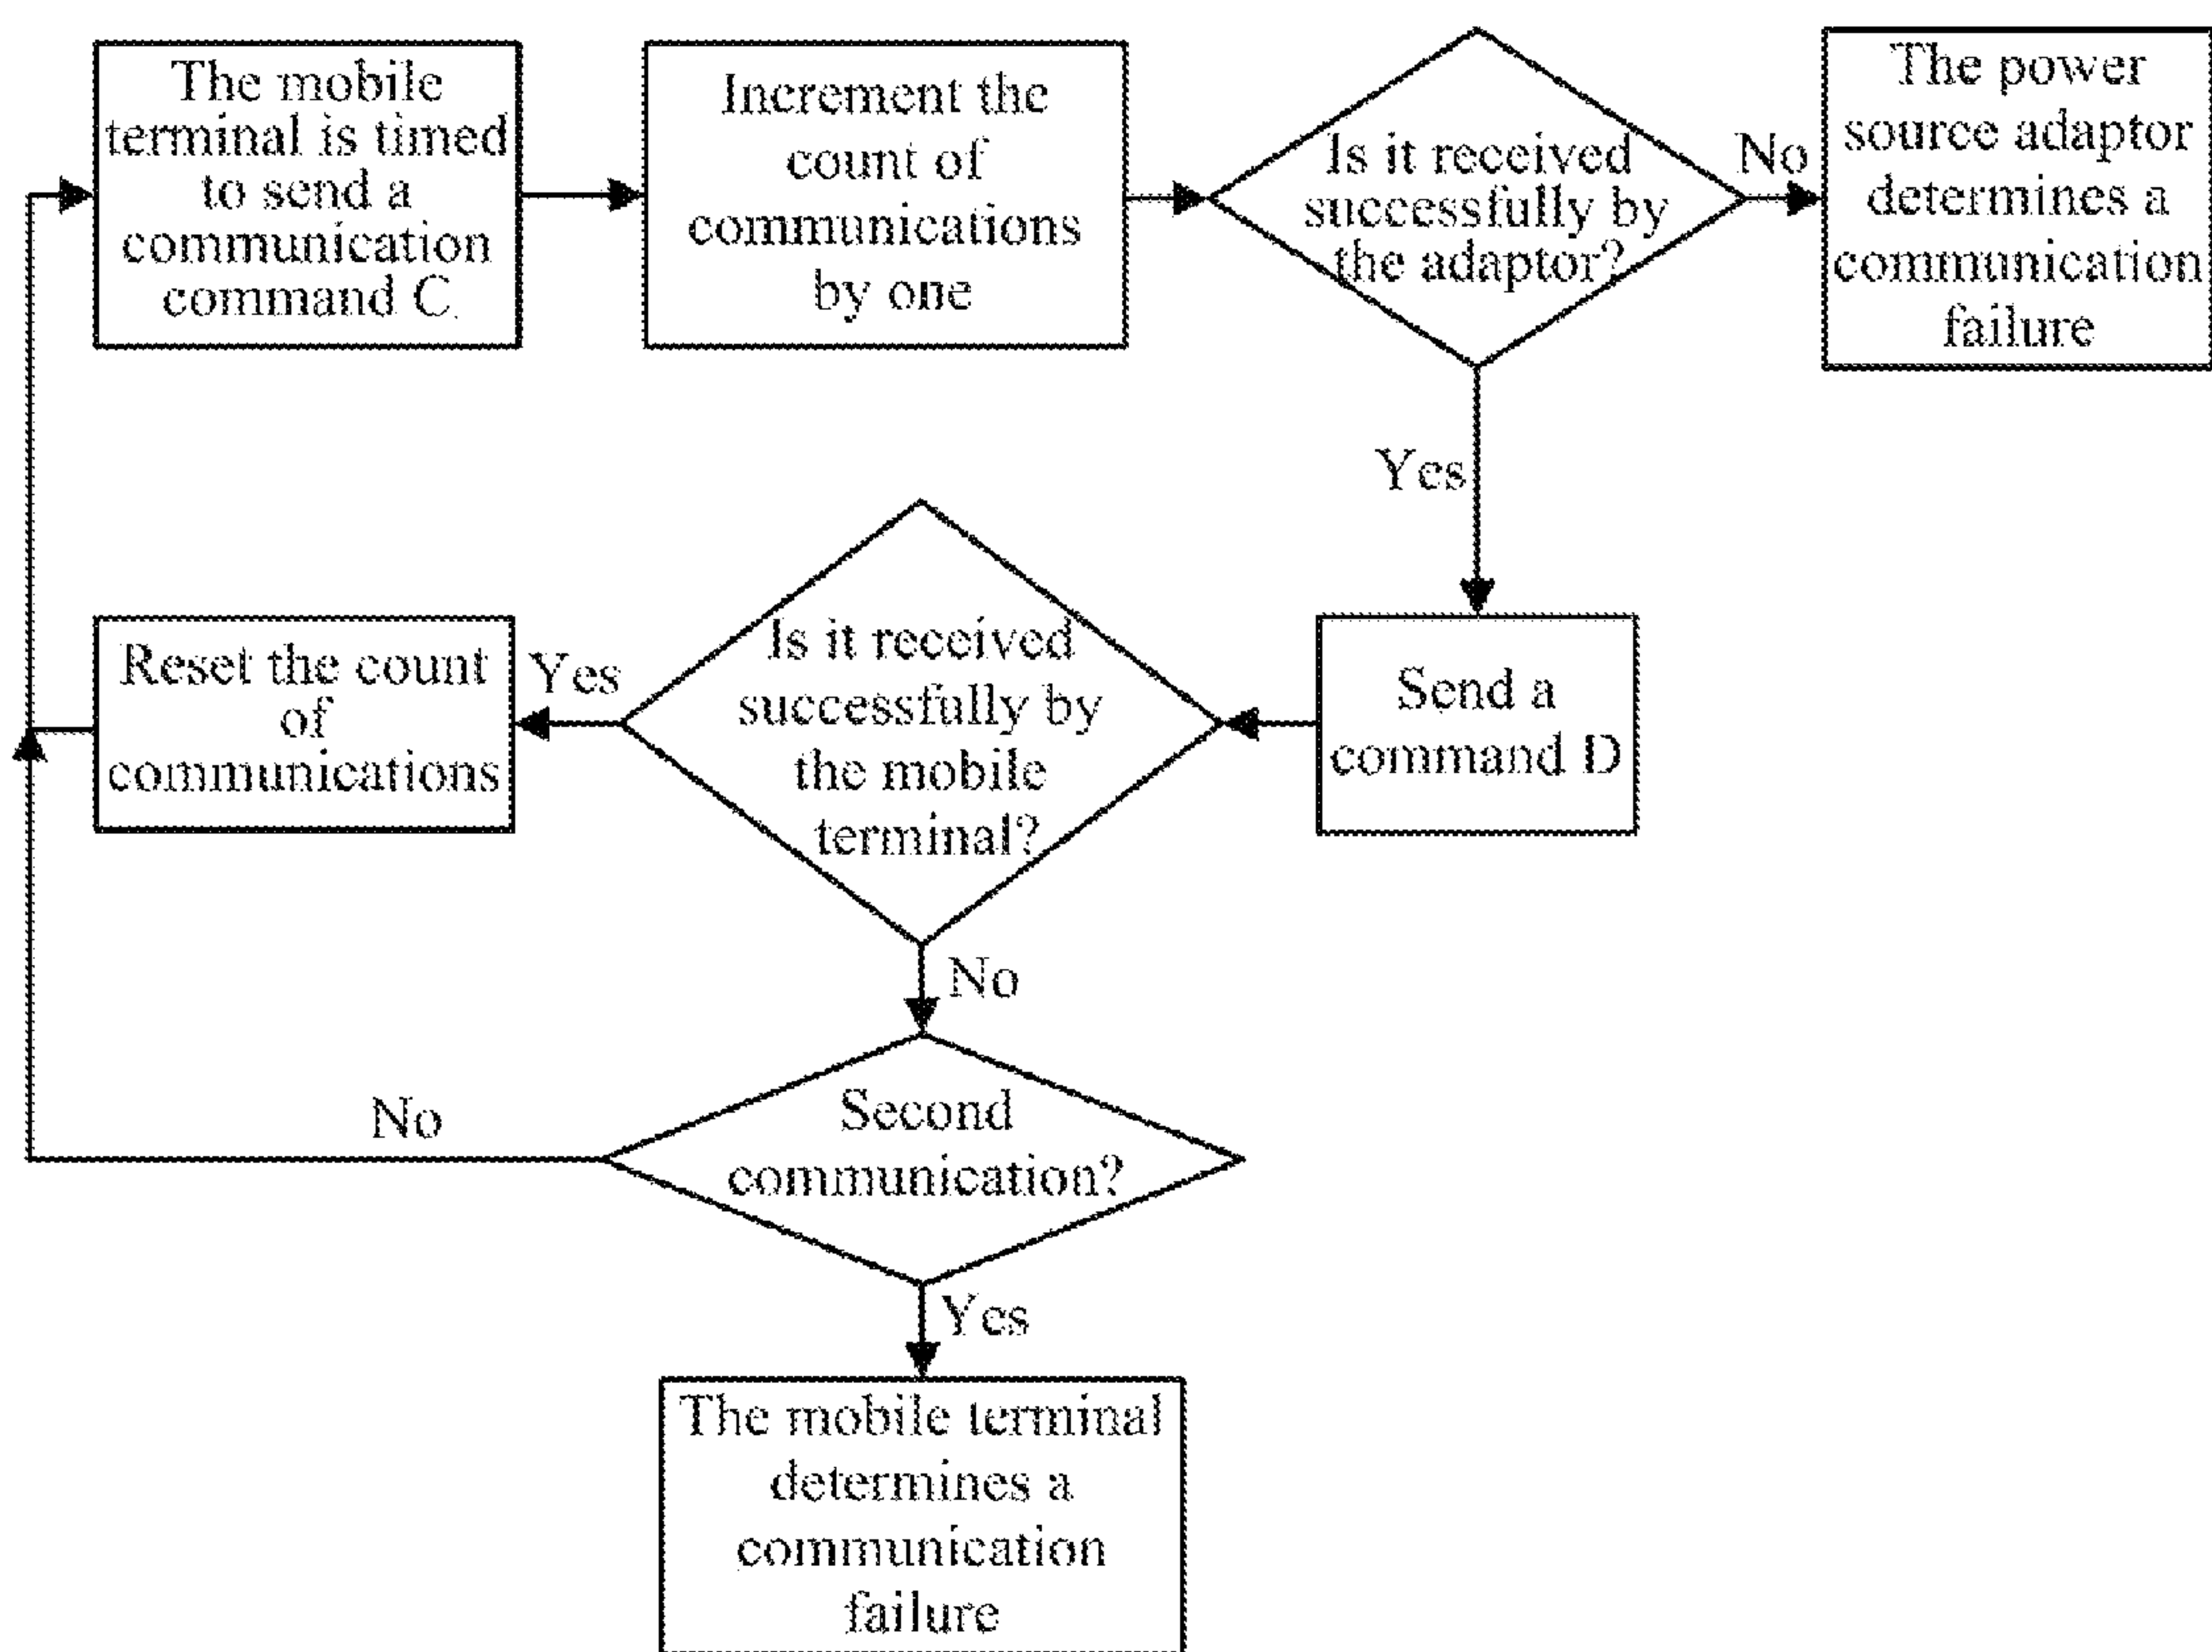 The mobile
terminal is timed
to send a
communication
command C.
Increment the
count of
communications
by one
Is it received
successfully by
the adaptor?
No
The power
source adaptor
determines a
communication
failure
Yes
Send a
command D
Is it received
successfully by
the mobile
terminal?
Yes
Reset the count
of
communications
No
Second
communication?
No
Yes
The mobile terminal
determines a
communication
failure